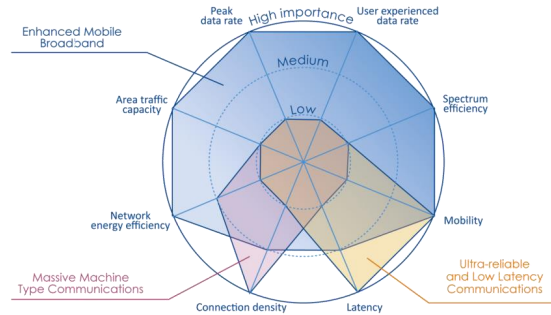 Peak
data rate
High importance
User experienced
data rate
Enhanced Mobile
Broadband
Medium
Area traffic
capacity
Low
Spectrum
efficiency
Network
energy efficiency
Mobility
Massive Machine
Type Communications
Ultra-reliable
and Low Latency
Communications
Connection density
Latency